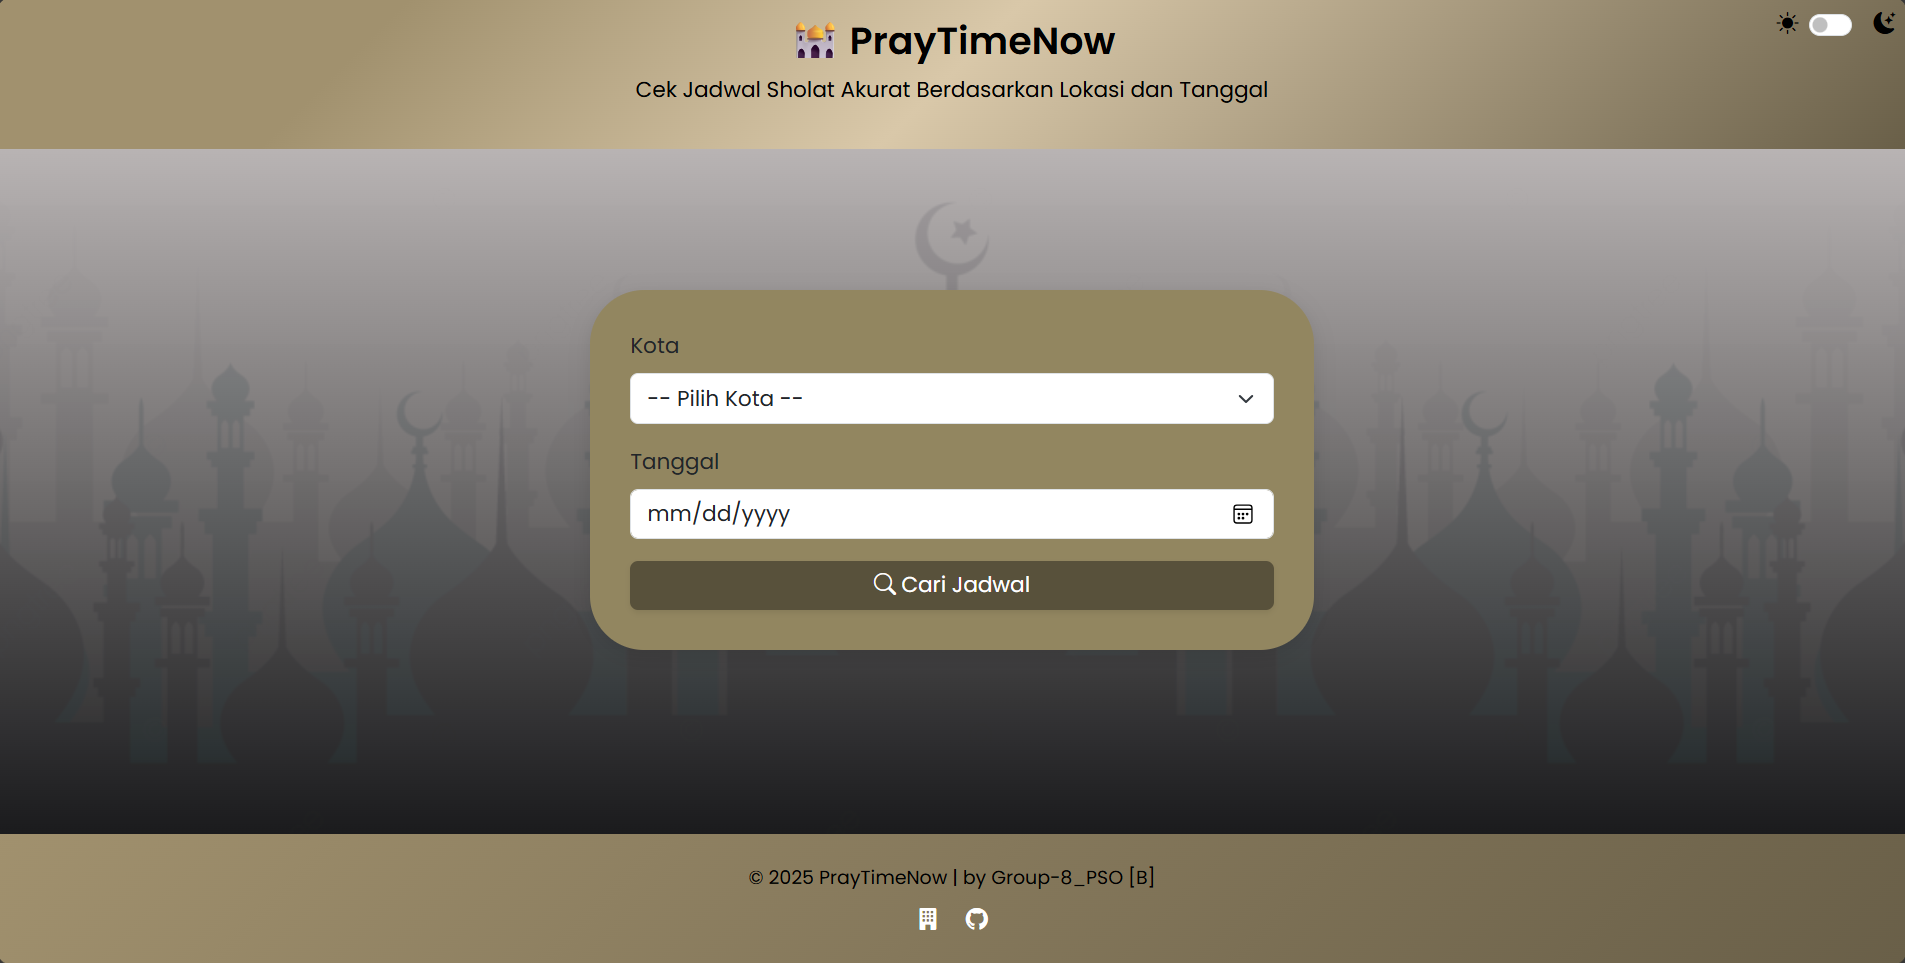 PrayTimeNow
Cek Jadwal Sholat Akurat Berdasarkan Lokasi dan Tanggal
Kota
-- Pilih Kota --
Tanggal
mm/dd/yyyy
Cari Jadwal
© 2025 PrayTimeNow | by Group-8_PSO [B]